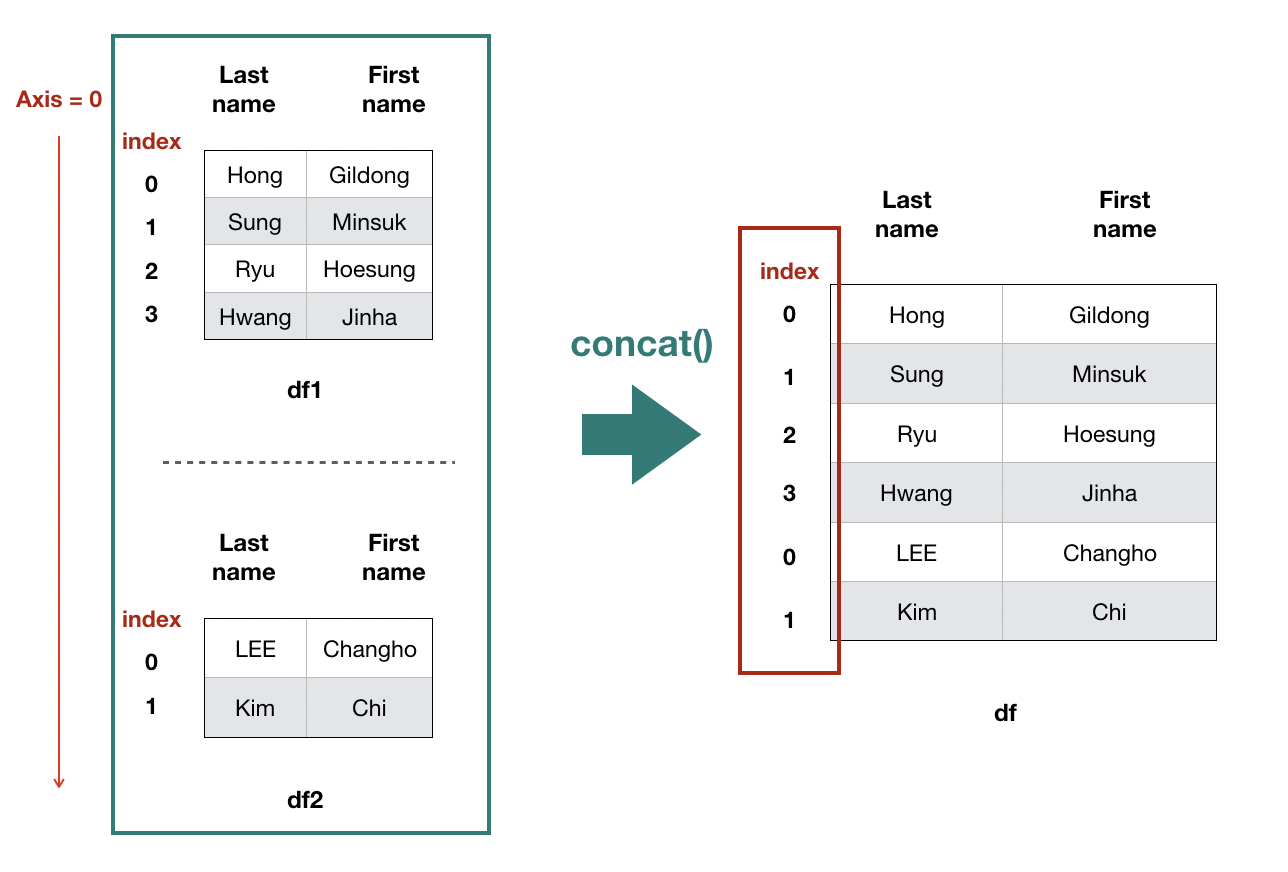 Axis = 0
Last name First name
index
0 Hong Gildong
1 Sung Minsuk
2 Ryu Hoesung
3 Hwang Jinha
df1
Last name First name
index
0 LEE Changho
1 Kim Chi
df2
concat()
Last name First name
index
0 Hong Gildong
1 Sung Minsuk
2 Ryu Hoesung
3 Hwang Jinha
0 LEE Changho
1 Kim Chi
df